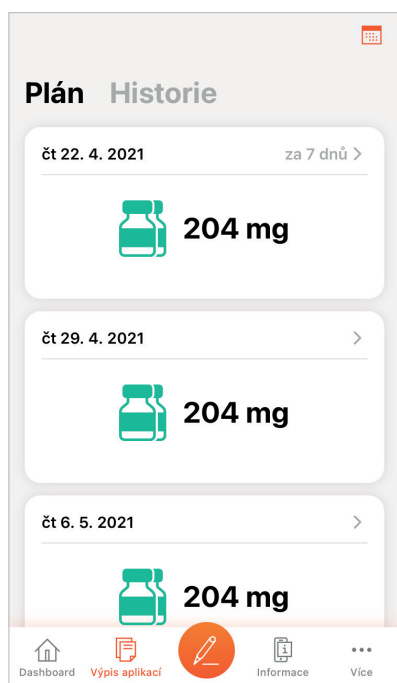 Plán Historie
čt 22. 4. 2021 za 7 dnů >
204 mg
čt 29. 4. 2021 >
204 mg
čt 6. 5. 2021 >
204 mg
Dashboard Výpis aplikací Informace Více